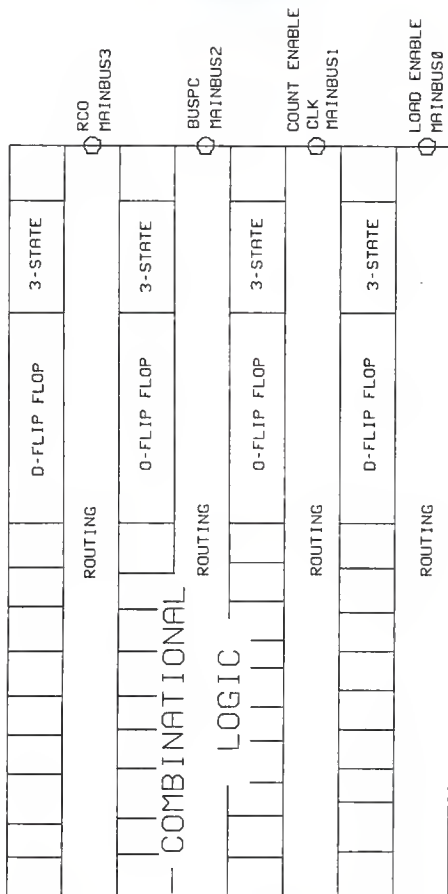 D-FLIP FLOP
3-STATE
ROUTING
RCO
MAINBUS3
O-FLIP FLOP
3-STATE
COMBINATIONAL
LOGIC
ROUTING
BUSPC
MAINBUS2
O-FLIP FLOP
3-STATE
ROUTING
COUNT ENABLE
CLK
MAINBUS1
D-FLIP FLOP
3-STATE
ROUTING
LOAD ENABLE
MAINBUS0